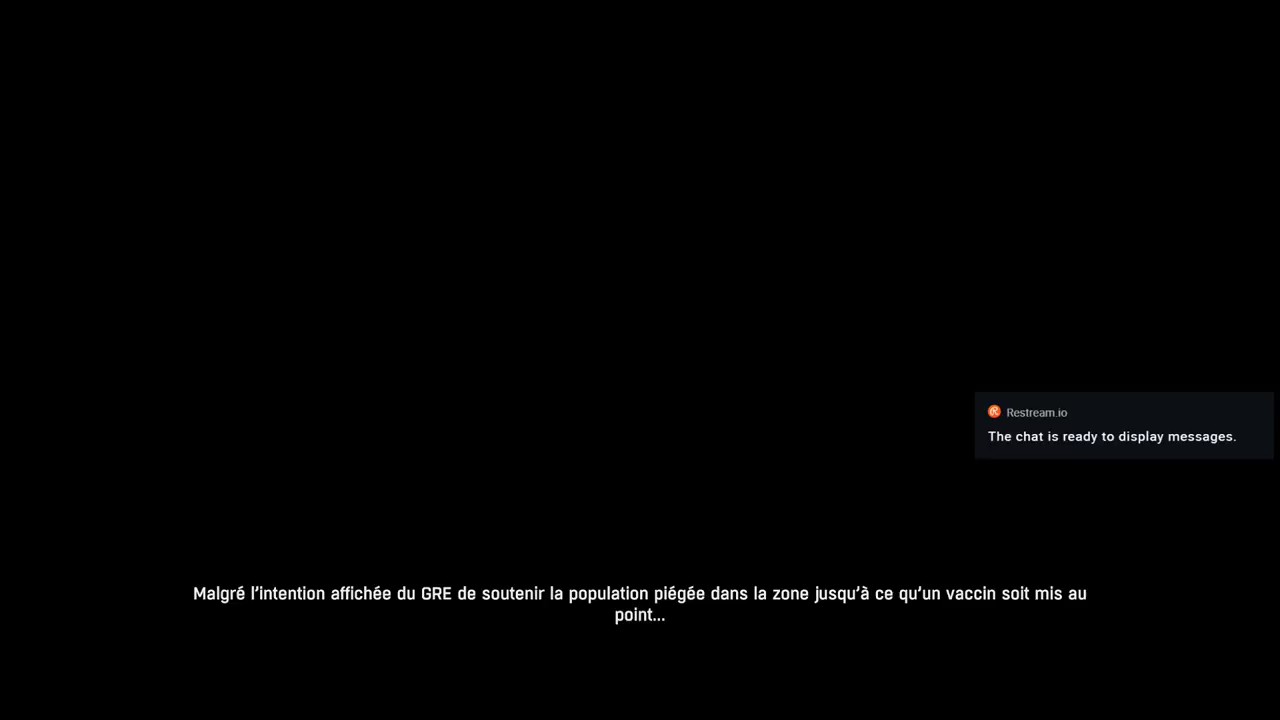 Restream.io
The chat is ready to display messages.
Malgré l'intention affichée du GRE de soutenir la population piégée dans la zone jusqu'à ce qu'un vaccin soit mis au
point...